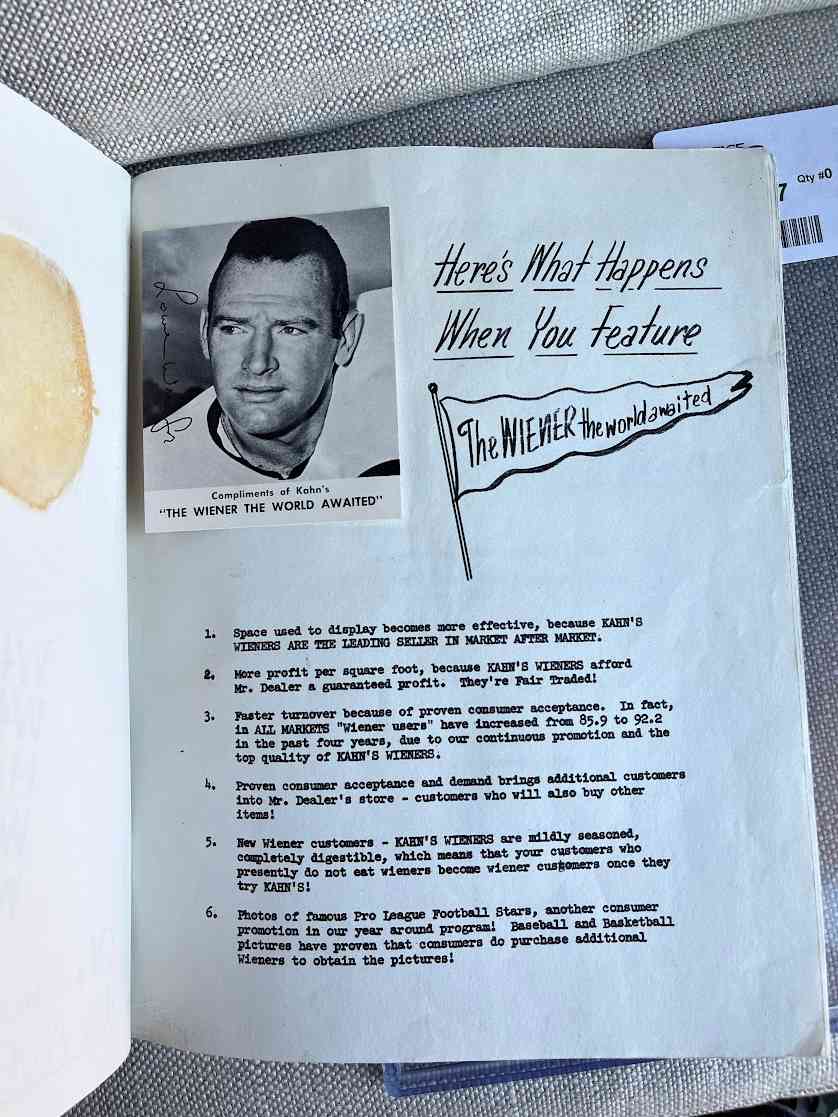 Qty #0
7
Here's What Happens
When You Feature
The WIENER the world awaited
Compliments of Kahn's
"THE WIENER THE WORLD AWAITED"
1. Space used to display becomes more effective, because KAHN'S
WIENERS ARE THE LEADING SELLER IN MARKET AFTER MARKET.
2. More profit per square foot, because KAHN'S WIENERS afford
Mr. Dealer a guaranteed profit. They're Fair Traded!
3. Faster turnover because of proven consumer acceptance. In fact,
in ALL MARKETS "Wiener users" have increased from 85.9 to 92.2
in the past four years, due to our continuous promotion and the
top quality of KAHN'S WIENERS.
4. Proven consumer acceptance and demand brings additional customers
into Mr. Dealer's store - customers who will also buy other
items!
5. New Wiener customers - KAHN'S WIENERS are mildly seasoned,
completely digestible, which means that your customers who
presently do not eat wieners become wiener customers once they
try KAHN'S!
6. Photos of famous Pro League Football Stars, another consumer
promotion in our year around program! Baseball and Basketball
pictures have proven that consumers do purchase additional
Wieners to obtain the pictures!